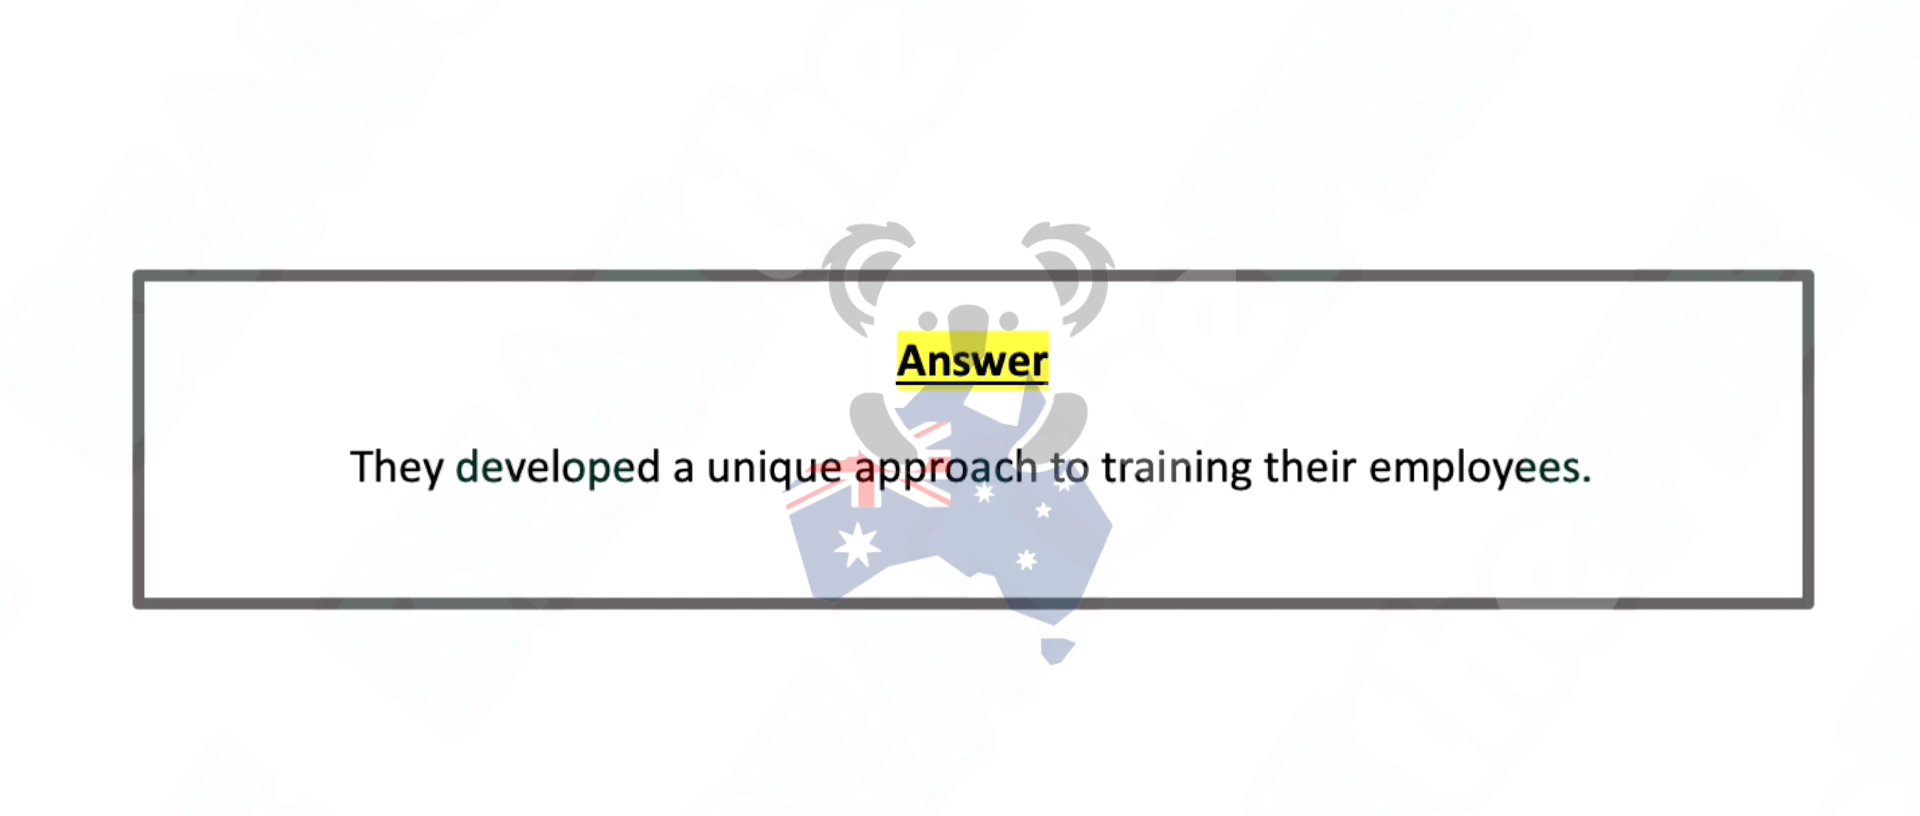 Answer
They developed a unique approach to training their employees.